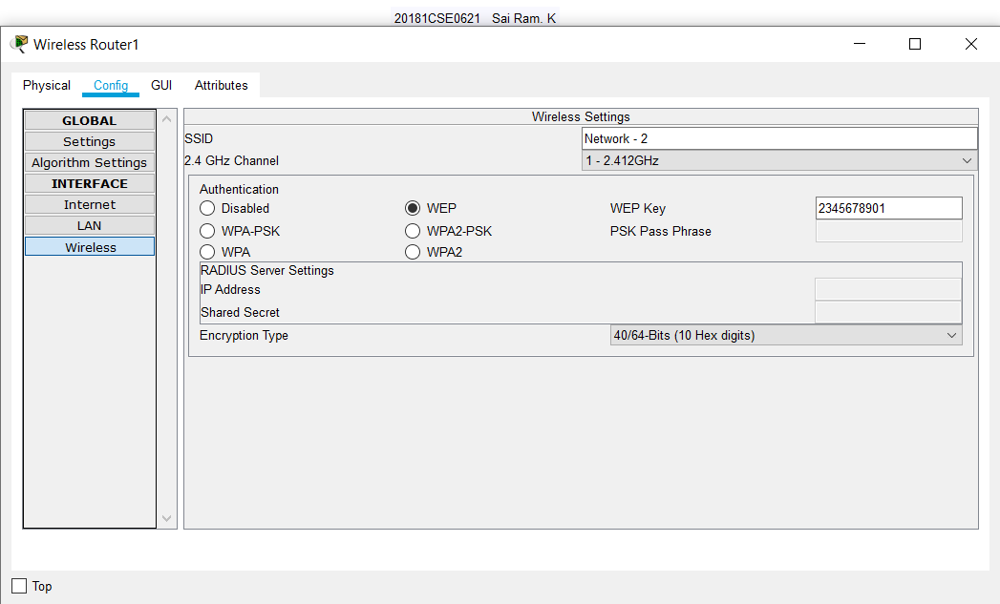 20181CSE0621 Sai Ram. K
Wireless Router1
Physical Config GUI Attributes
GLOBAL
Settings
Algorithm Settings
INTERFACE
Internet
LAN
Wireless
Wireless Settings
SSID Network - 2
2.4 GHz Channel 1 - 2.412GHz
Authentication
Disabled WEP WEP Key 2345678901
WPA-PSK WPA2-PSK PSK Pass Phrase
WPA WPA2
RADIUS Server Settings
IP Address
Shared Secret
Encryption Type 40/64-Bits (10 Hex digits)
Top